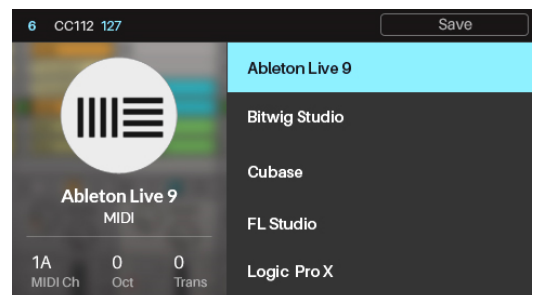 6 CC112 127 Save
Ableton Live 9
Bitwig Studio
Cubase
FL Studio
Logic Pro X
Ableton Live 9
MIDI
1A 0 0
MIDI Ch Oct Trans